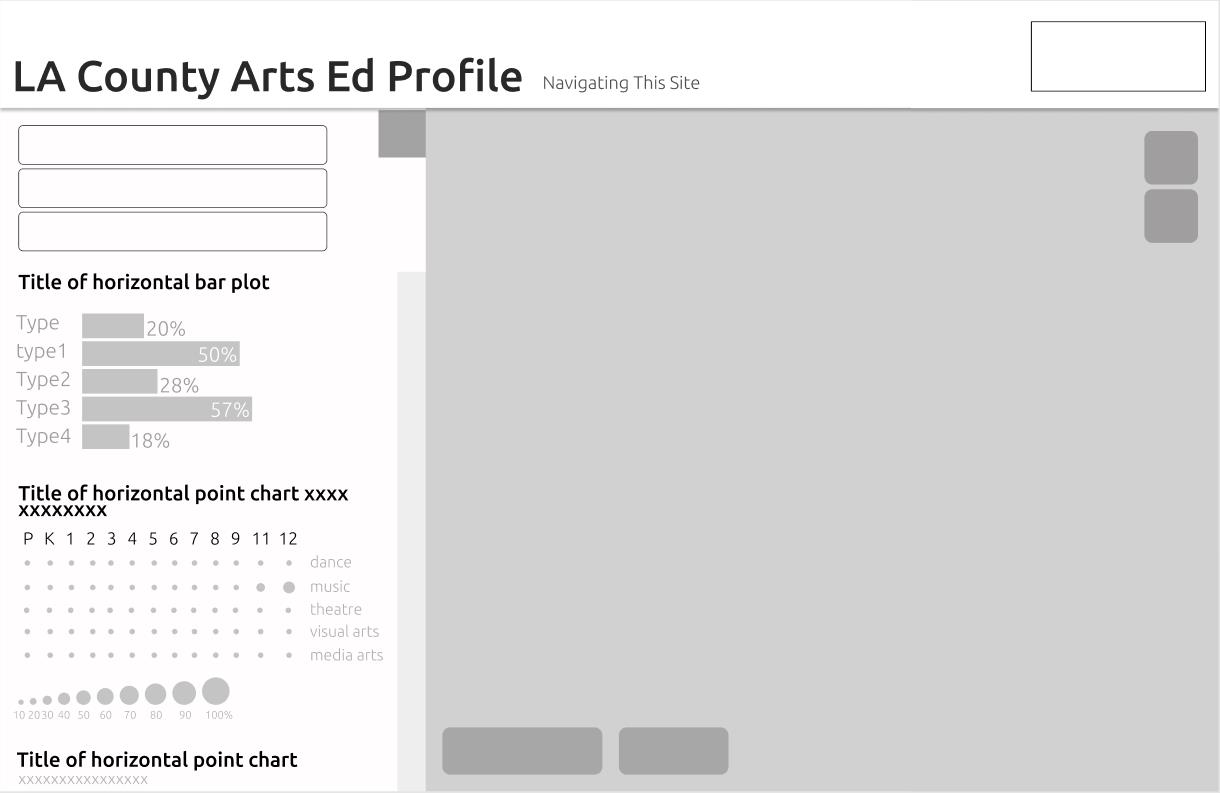 LA County Arts Ed Profile Navigating This Site
Title of horizontal bar plot
Type 20%
type1 50%
Type2 28%
Type3 57%
Type4 18%
Title of horizontal point chart xxxx
xxxxxxxx
P K 1 2 3 4 5 6 7 8 9 11 12
dance
music
theatre
visual arts
media arts
10 20 30 40 50 60 70 80 90 100%
Title of horizontal point chart
xxxxxxxxxxxxxxxx